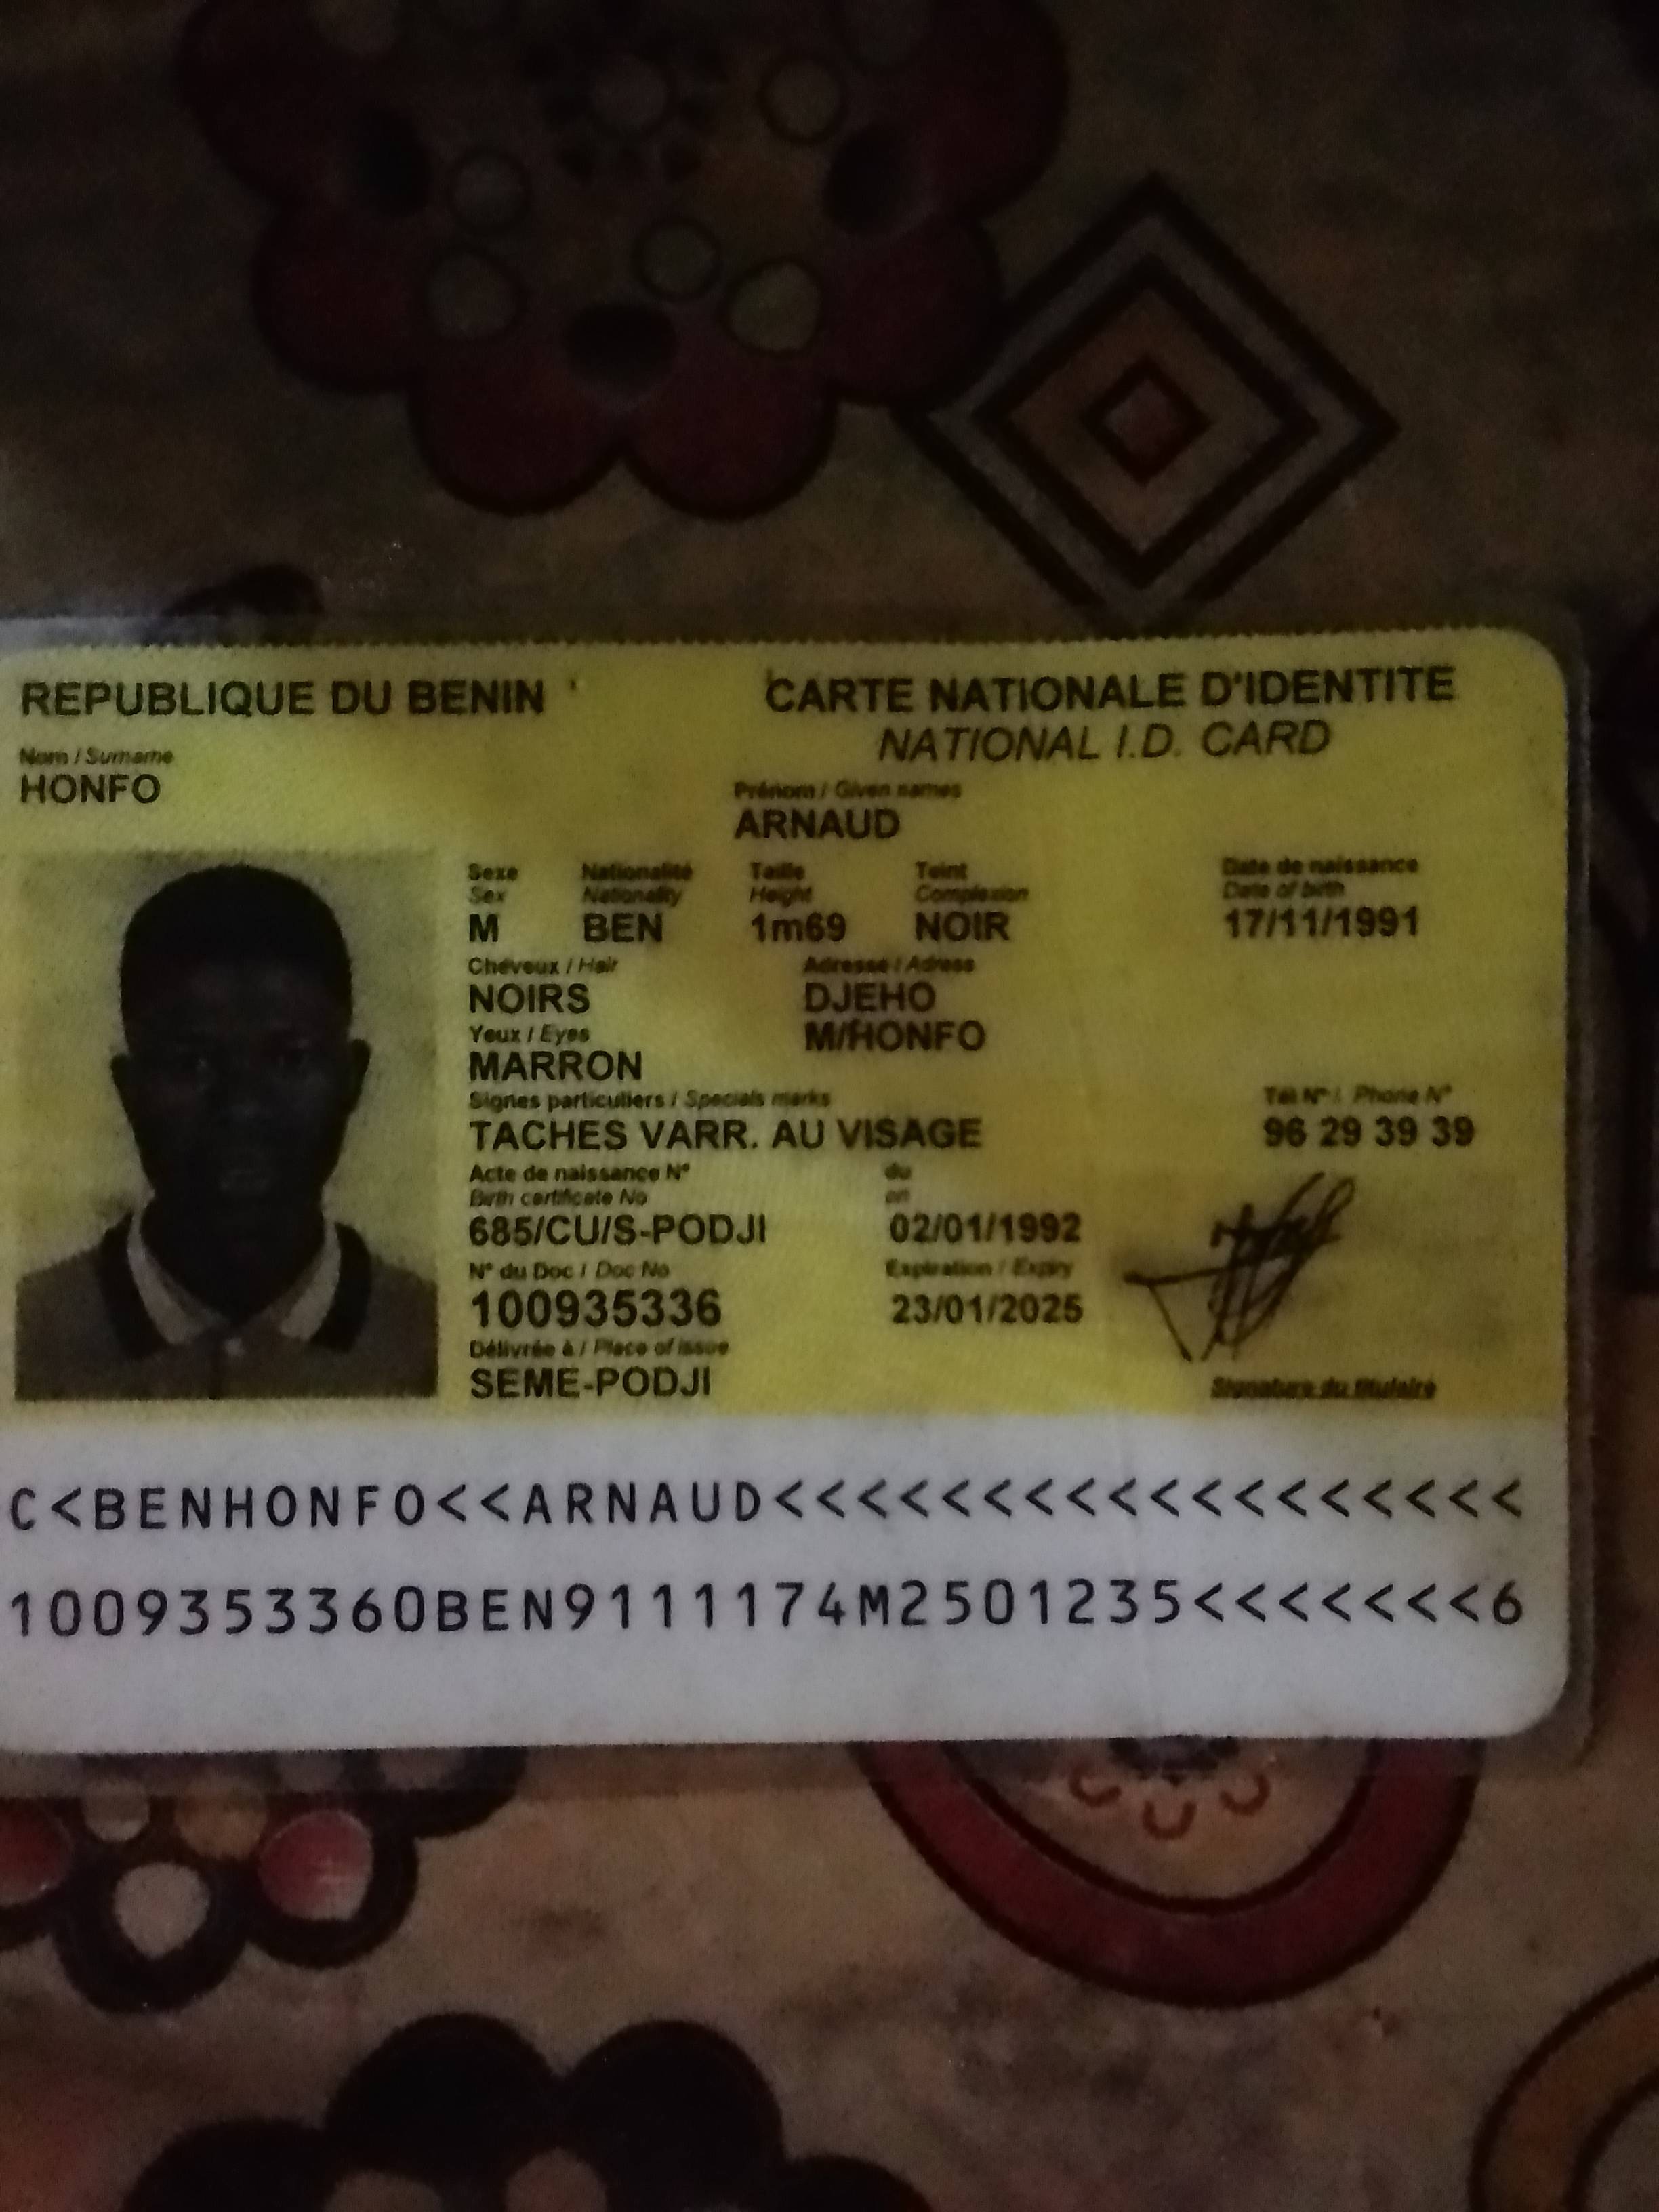 REPUBLIQUE DU BENIN
CARTE NATIONALE D'IDENTITE
NATIONAL I.D. CARD
Nom / Surname
HONFO
Prénom / Given names
ARNAUD
Sexe Nationalité Taille Teint Date de naissance
Sex Nationality Height Complexion Date of birth
M BEN 1m69 NOIR 17/11/1991
Cheveux / Hair Adresse / Adress
NOIRS DJEHO
Yeux / Eyes M/HONFO
MARRON
Signes particuliers / Specials marks Tél N° / Phone N°
TACHES VARR. AU VISAGE 96 29 39 39
Acte de naissance N° du
Birth certificate No on
685/CU/S-PODJI 02/01/1992
N° du Doc / Doc No Expiration / Expiry
100935336 23/01/2025
Délivrée à / Place of issue
SEME-PODJI
Signature du titulaire
C<BENHONFO<<ARNAUD<<<<<<<<<<<<<<<<<<
1009353360BEN9111174M2501235<<<<<<<6